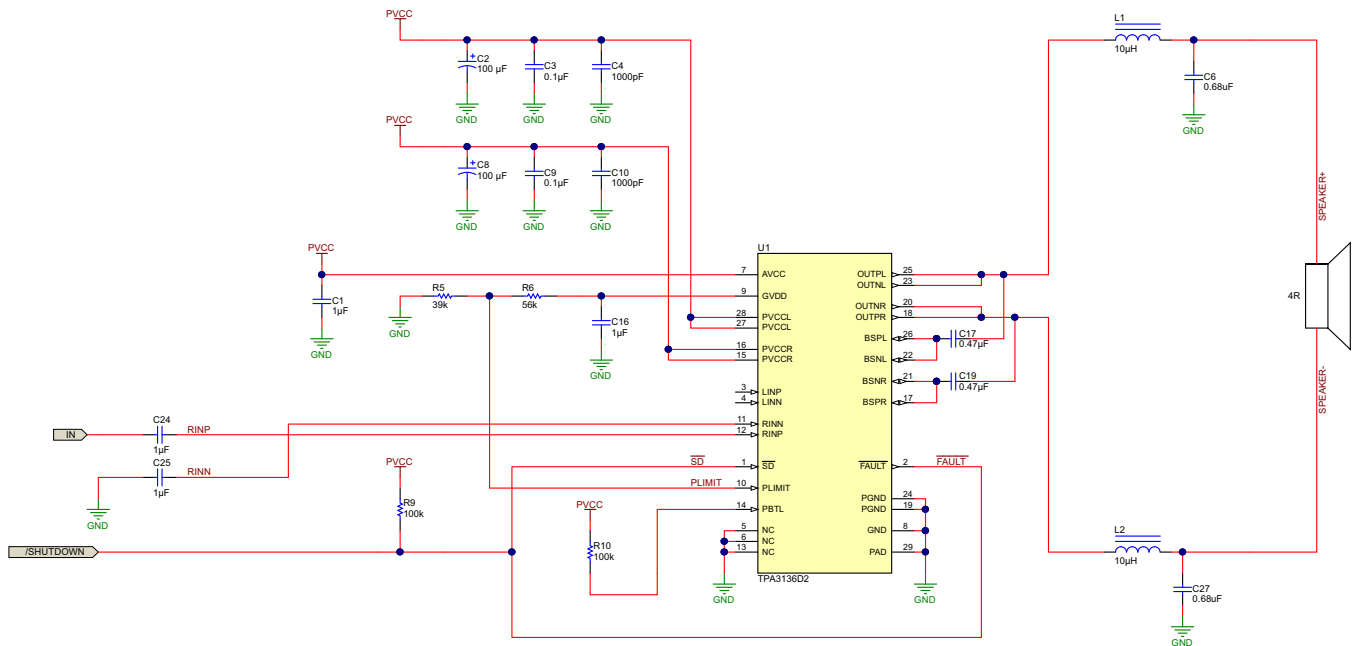 PVCC
C2
100 µF
C3
0.1µF
C4
1000pF
GND
GND
GND
PVCC
C8
100 µF
C9
0.1µF
C10
1000pF
GND
GND
GND
L1
10µH
C6
0.68uF
GND
SPEAKER+
4R
SPEAKER-
PVCC
C1
1µF
GND
R5
39k
R6
56k
GND
C16
1µF
GND
U1
7
AVCC
9
GVDD
28
PVCCL
27
PVCCL
16
PVCCR
15
PVCCR
3
LINP
4
LINN
11
RINN
12
RINP
1
SD
10
PLIMIT
14
PBTL
5
NC
6
NC
13
NC
OUTPL
25
OUTNL
23
OUTNR
20
OUTPR
18
BSPL
26
BSNL
22
BSNR
21
BSPR
17
FAULT
2
PGND
24
PGND
19
GND
8
PAD
29
TPA3136D2
C17
0.47µF
C19
0.47µF
IN
C24
1µF
RINP
C25
1µF
RINN
GND
PVCC
R9
100k
SD
PLIMIT
FAULT
PVCC
R10
100k
/SHUTDOWN
GND
GND
L2
10µH
C27
0.68uF
GND